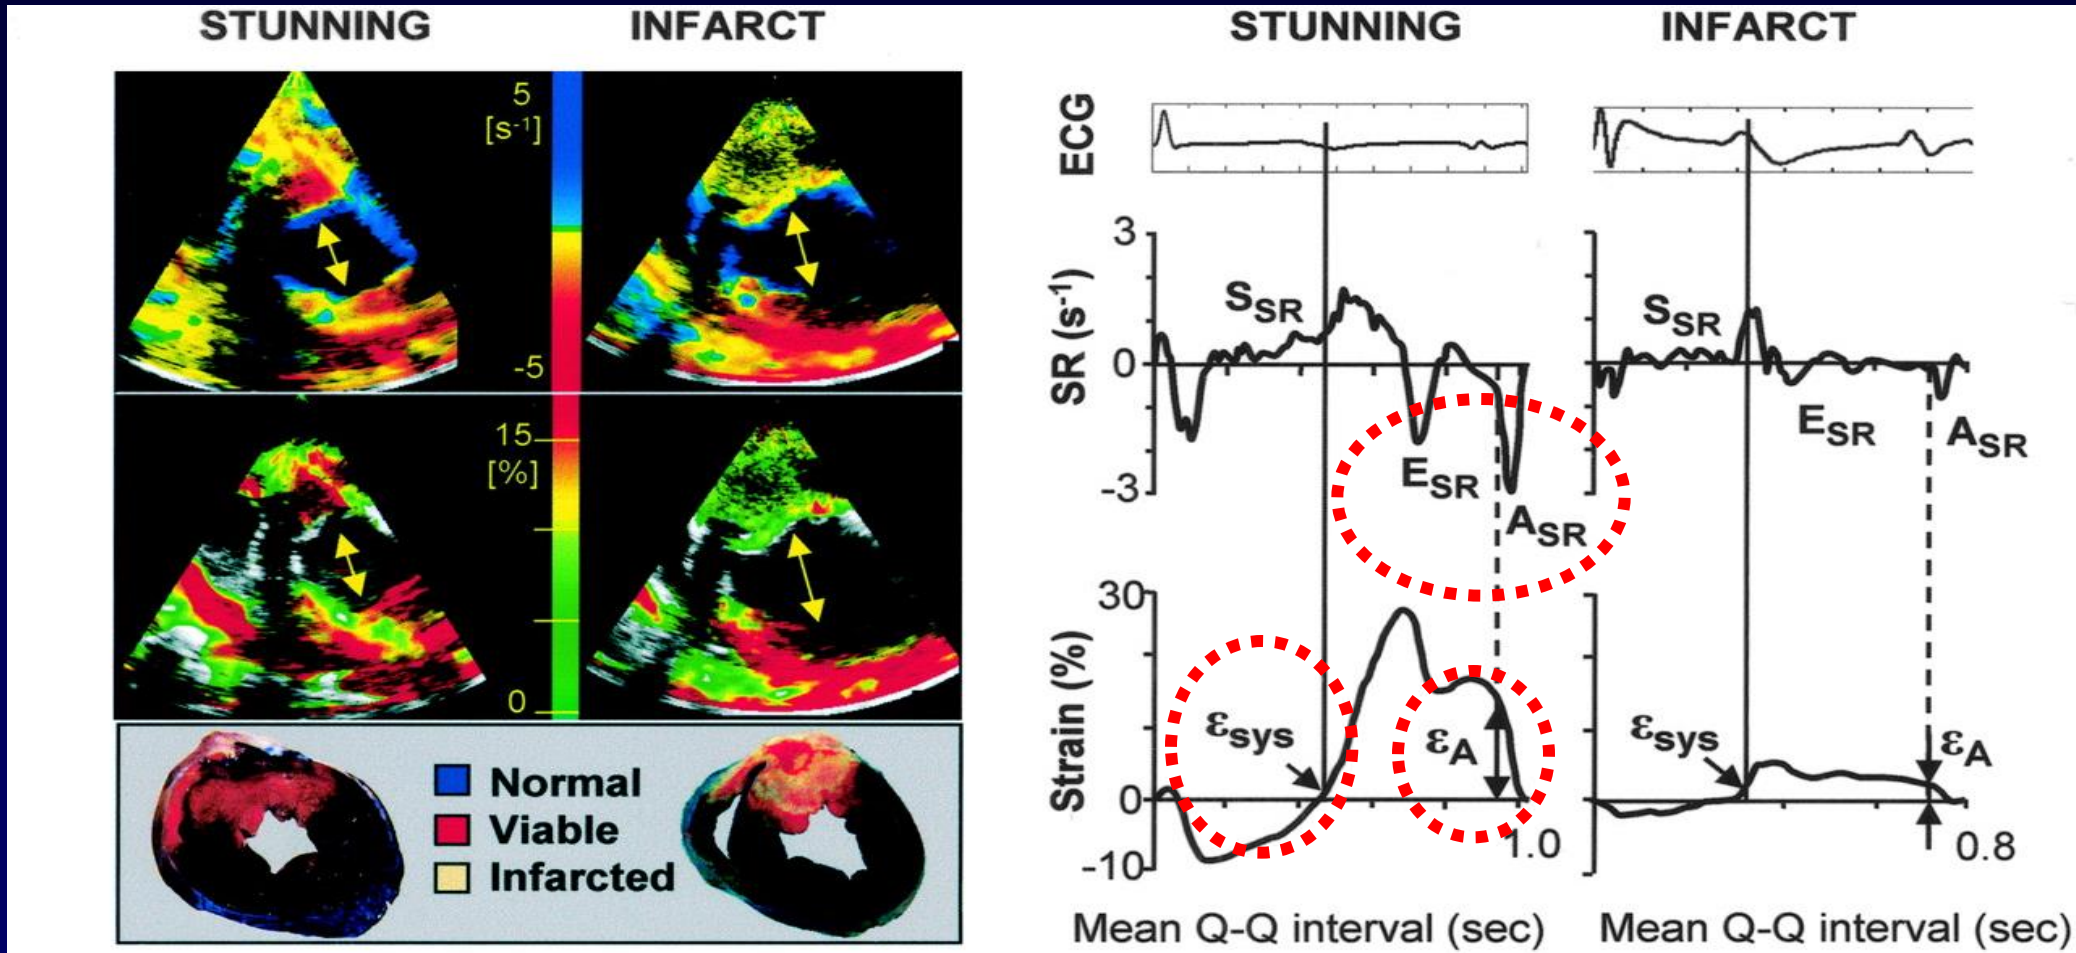 STUNNING
INFARCT
5
[s-1]
-5
15
[%]
0
Normal
Viable
Infarcted
STUNNING
INFARCT
ECG
SR (s-1)
3
0
-3
SSR
ESR
ASR
SSR
ESR
ASR
Strain (%)
30
0
-10
εsys
εA
1.0
εsys
εA
0.8
Mean Q-Q interval (sec)
Mean Q-Q interval (sec)